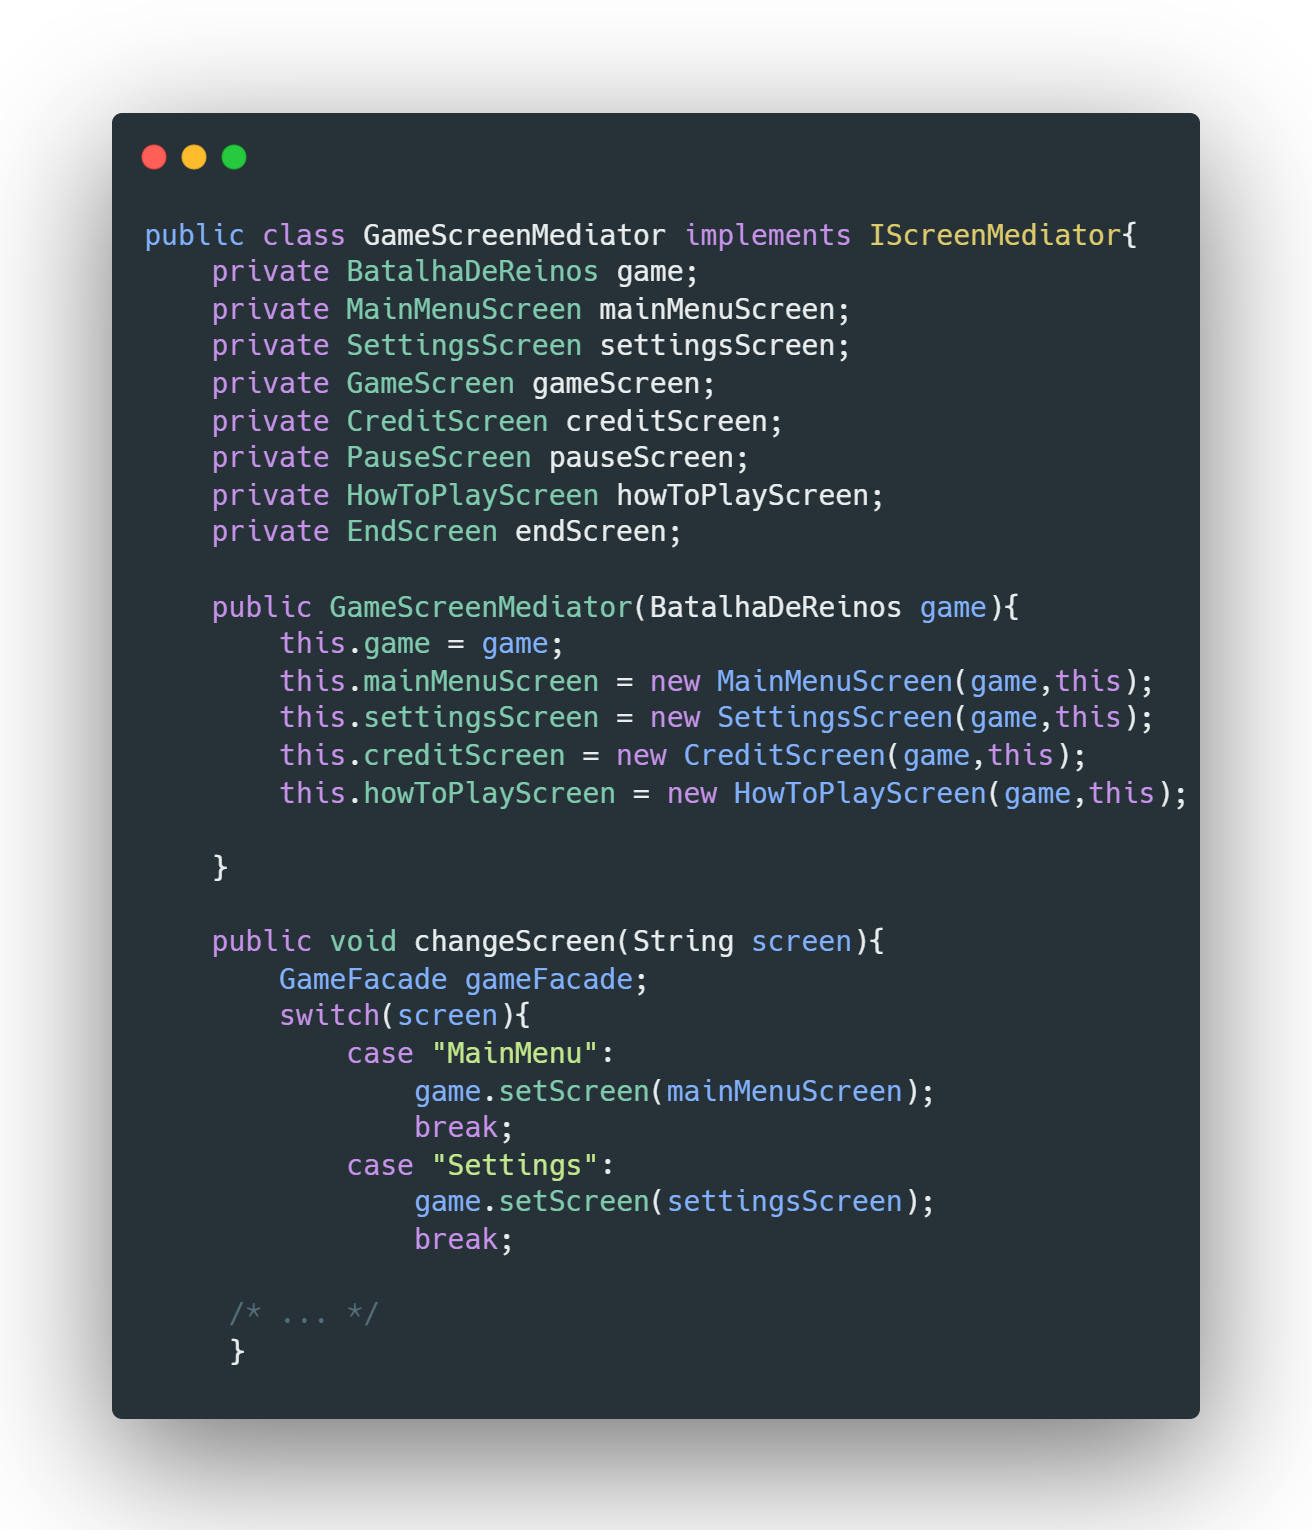 public class GameScreenMediator implements IScreenMediator{
    private BatalhaDeReinos game;
    private MainMenuScreen mainMenuScreen;
    private SettingsScreen settingsScreen;
    private GameScreen gameScreen;
    private CreditScreen creditScreen;
    private PauseScreen pauseScreen;
    private HowToPlayScreen howToPlayScreen;
    private EndScreen endScreen;

    public GameScreenMediator(BatalhaDeReinos game){
        this.game = game;
        this.mainMenuScreen = new MainMenuScreen(game,this);
        this.settingsScreen = new SettingsScreen(game,this);
        this.creditScreen = new CreditScreen(game,this);
        this.howToPlayScreen = new HowToPlayScreen(game,this);

    }

    public void changeScreen(String screen){
        GameFacade gameFacade;
        switch(screen){
            case "MainMenu":
                game.setScreen(mainMenuScreen);
                break;
            case "Settings":
                game.setScreen(settingsScreen);
                break;

     /* ... */
     }